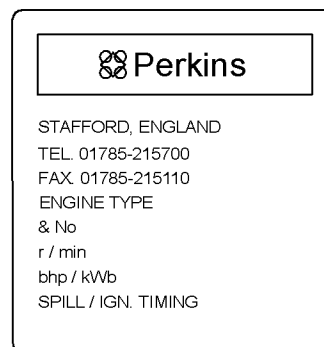 Perkins
STAFFORD, ENGLAND
TEL. 01785-215700
FAX. 01785-215110
ENGINE TYPE
& No
r / min
bhp / kWb
SPILL / IGN. TIMING